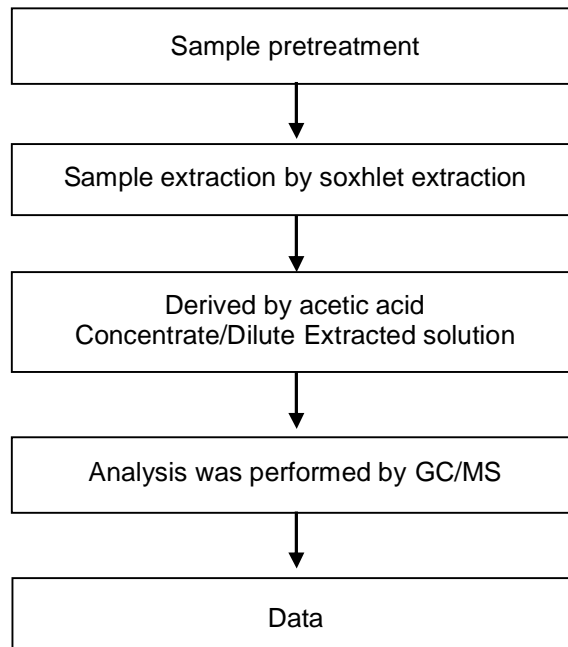 Sample pretreatment
Sample extraction by soxhlet extraction
Derived by acetic acid
Concentrate/Dilute Extracted solution
Analysis was performed by GC/MS
Data